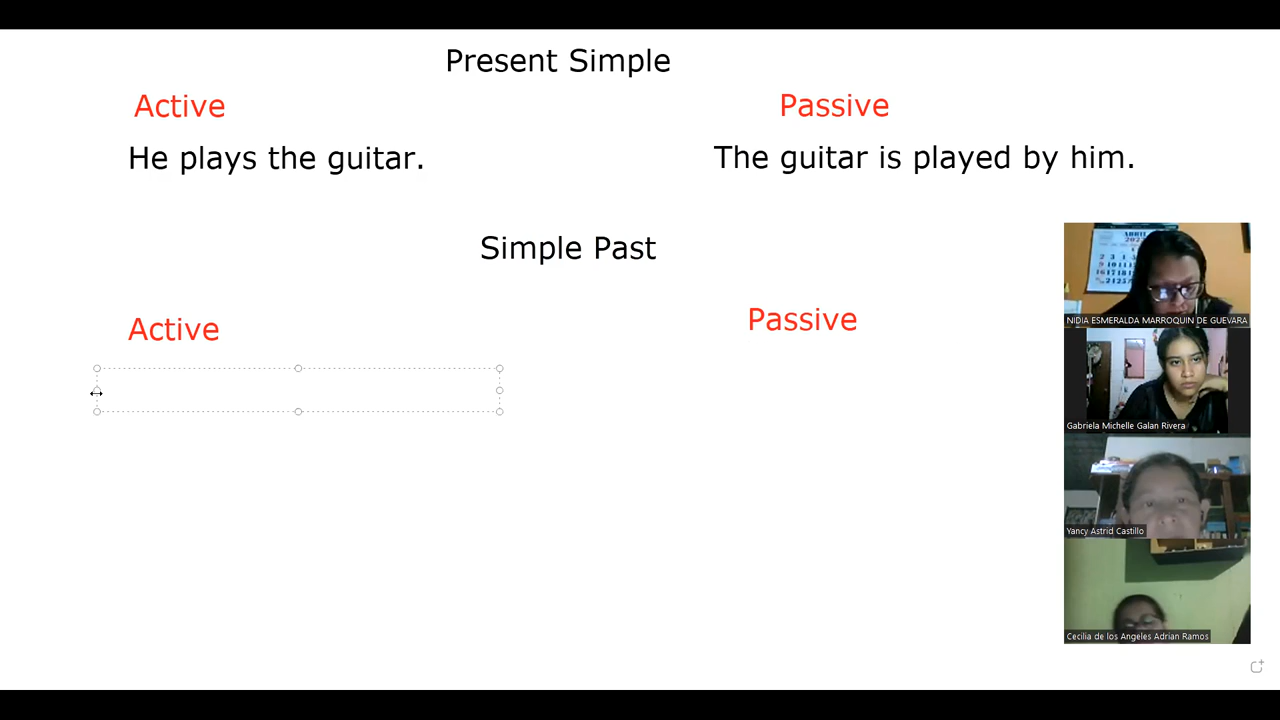 Present Simple
Active
Passive
He plays the guitar.
The guitar is played by him.
Simple Past
Active
Passive
ABRIL
NIDIA ESMERALDA MARROQUIN DE GUEVARA
Gabriela Michelle Galan Rivera
Yancy Astrid Castillo
Cecilia de los Angeles Adrian Ramos